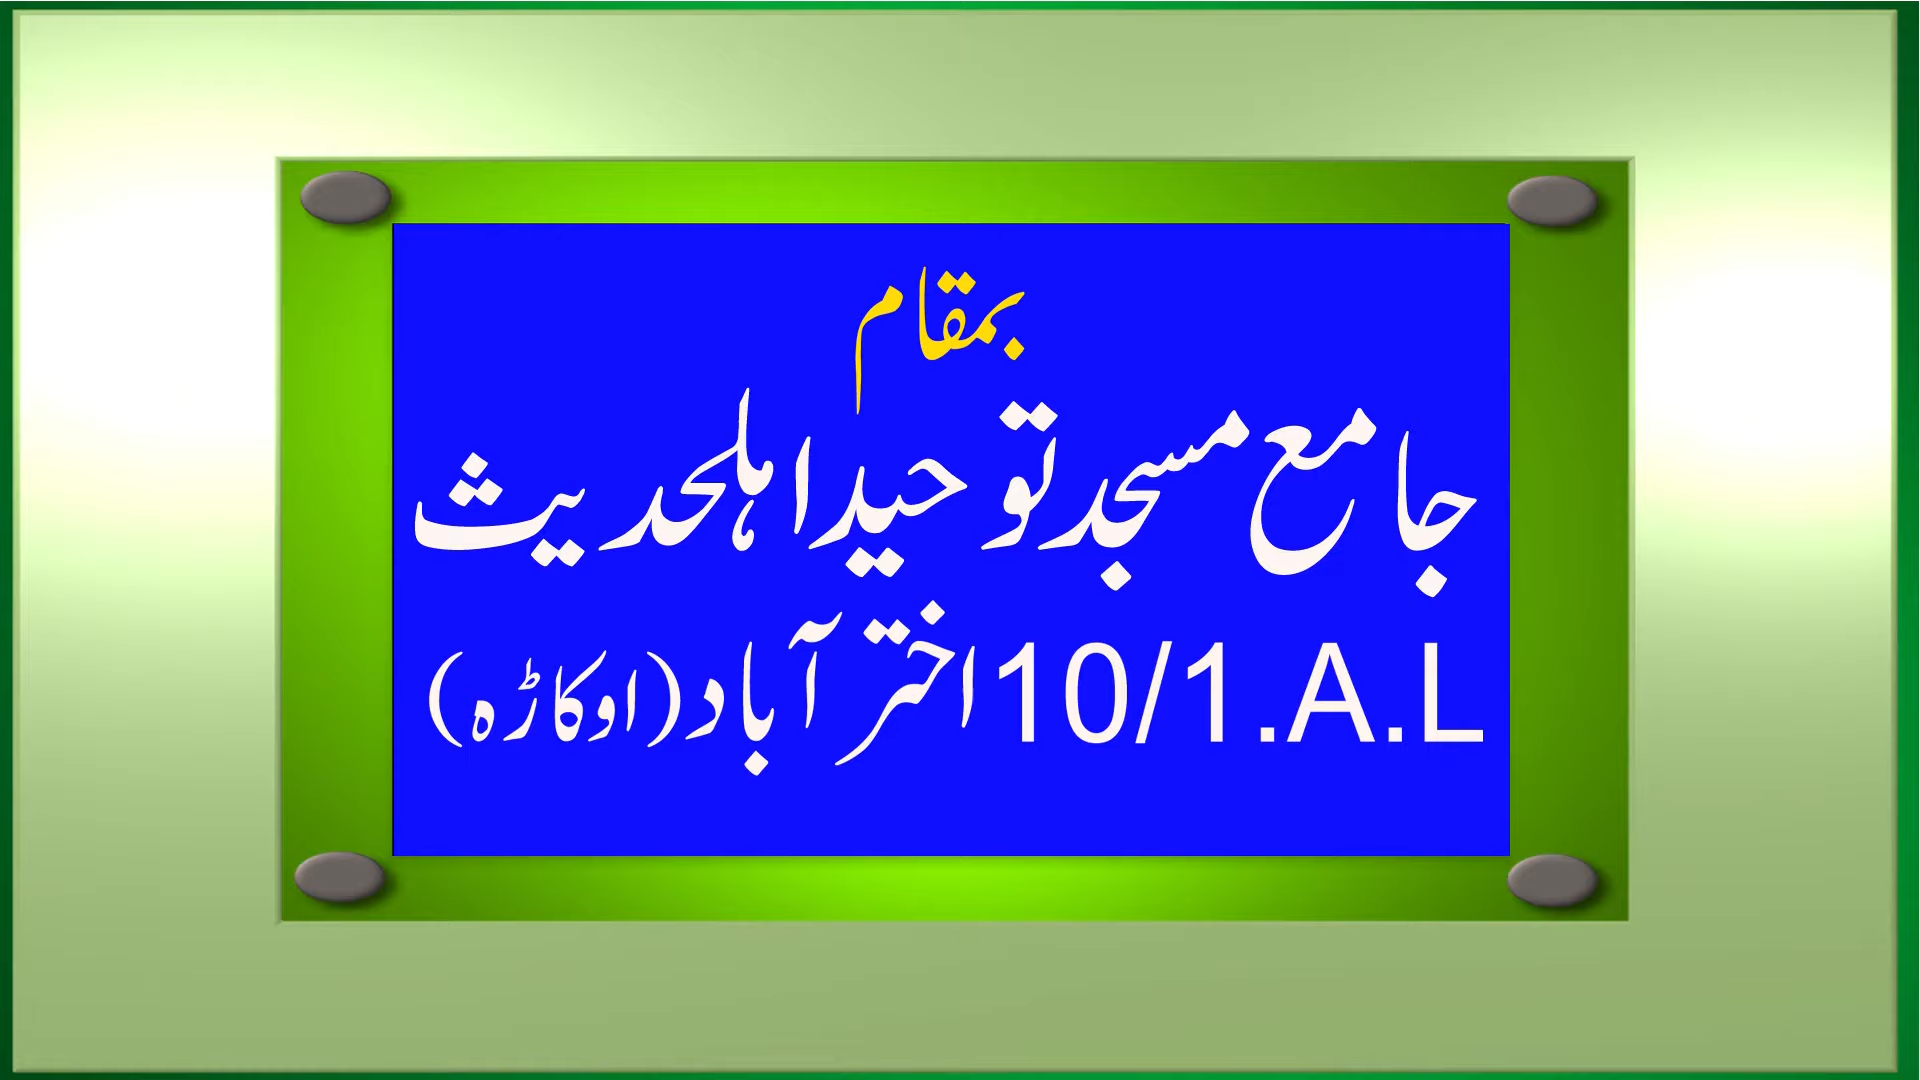 بمقام
جامع مسجد توحید اہلحدیث
10/1.A.L اختر آباد (اوکاڑہ)